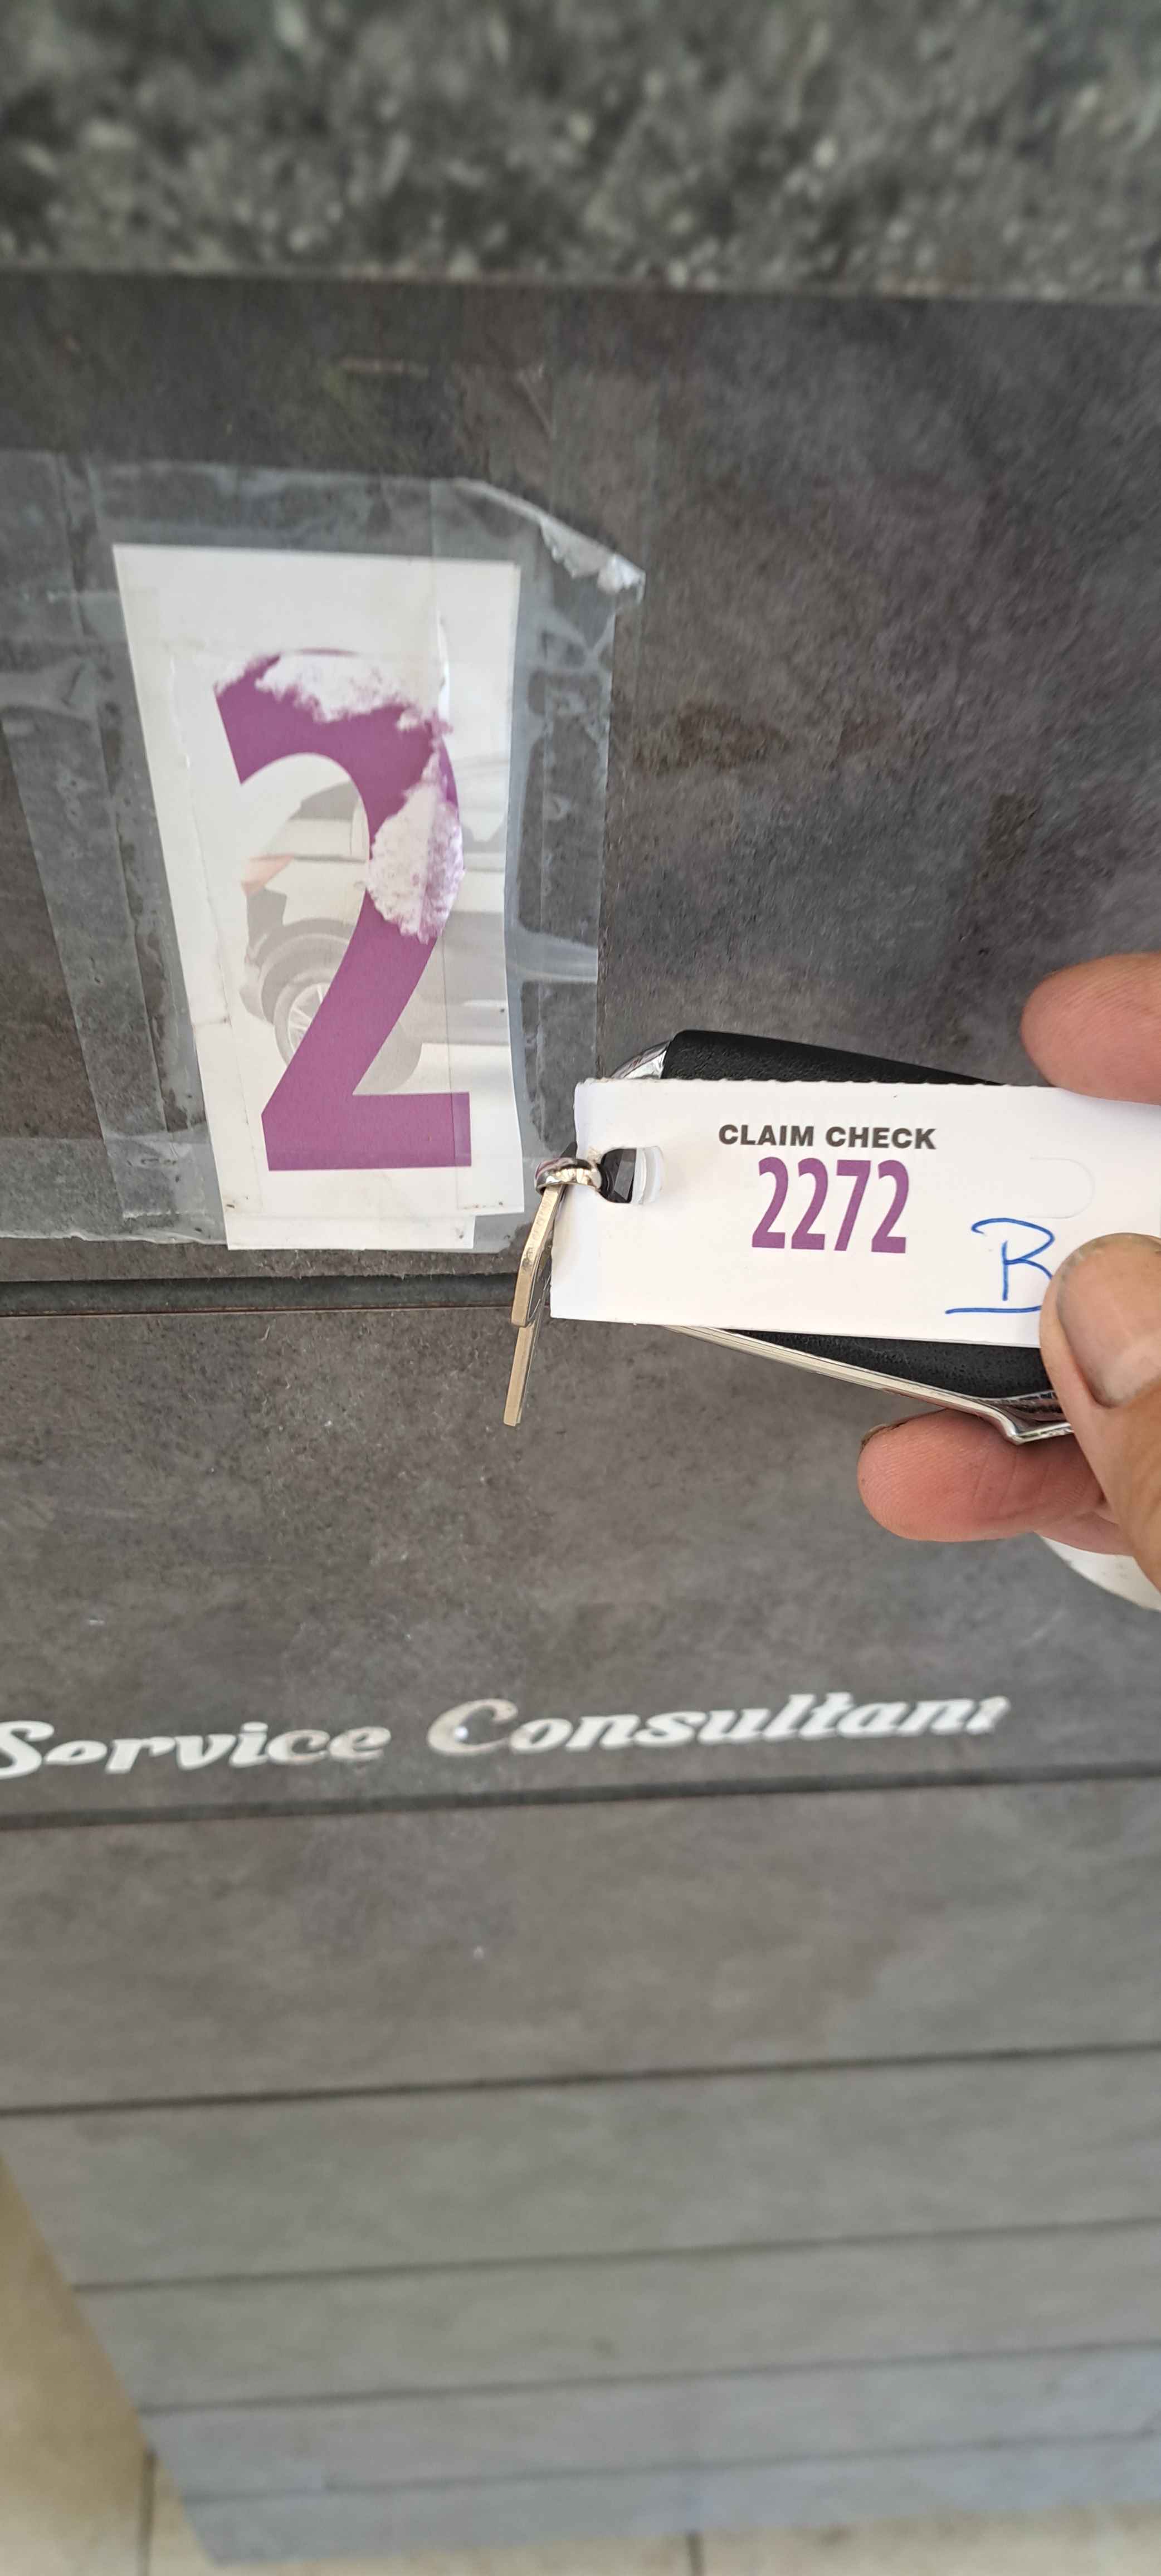 2
CLAIM CHECK
2272
B
Service Consultant